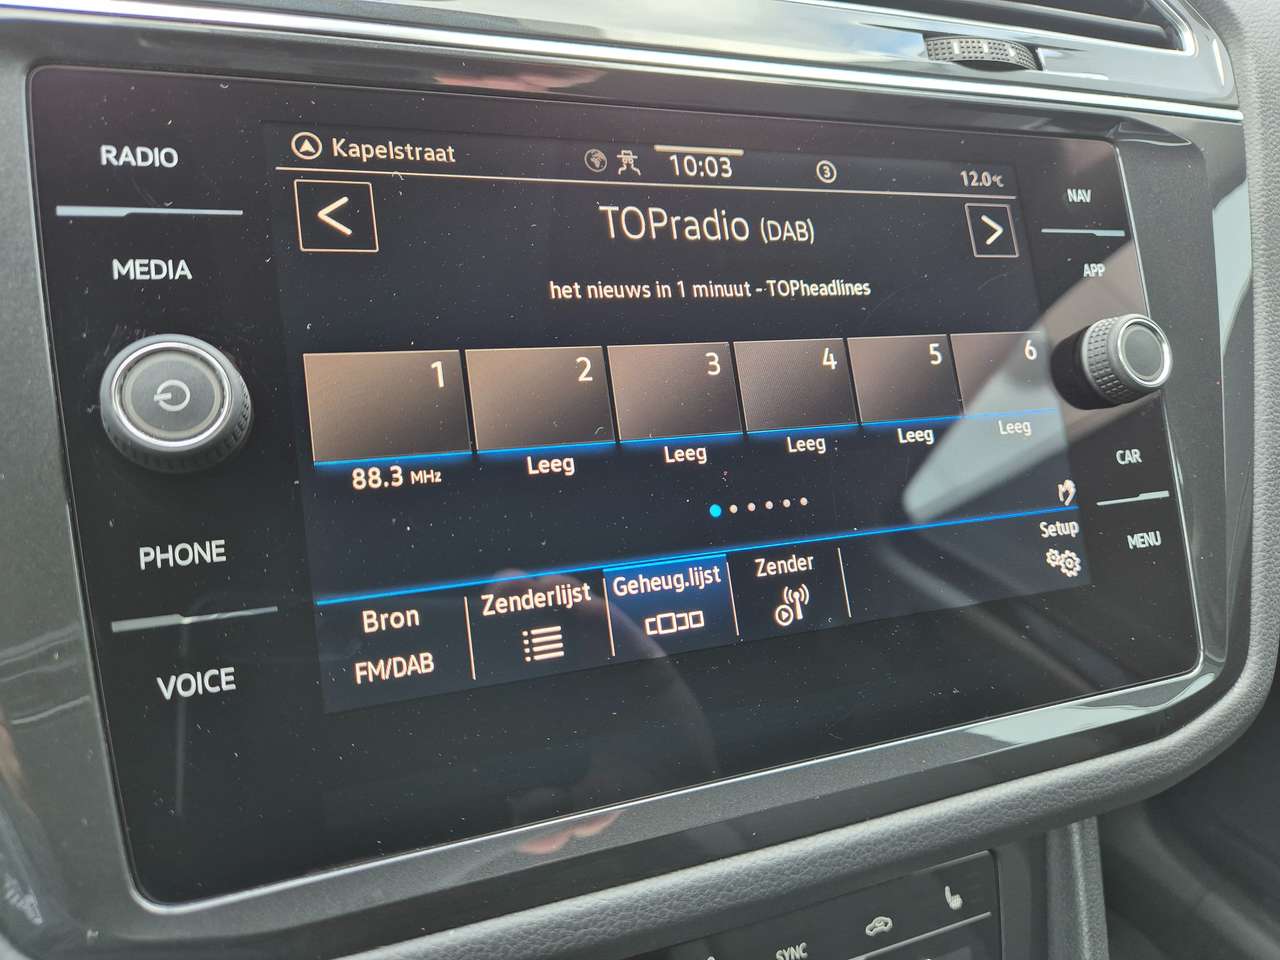 RADIO
MEDIA
PHONE
VOICE
Kapelstraat
10:03
3
12.0°C
<
TOPradio (DAB)
>
het nieuws in 1 minuut - TOPheadlines
1 2 3 4 5 6
88.3 MHz Leeg Leeg Leeg Leeg Leeg
Setup
Bron
FM/DAB
Zenderlijst
Geheug.lijst
Zender
NAV
APP
CAR
MENU
SYNC